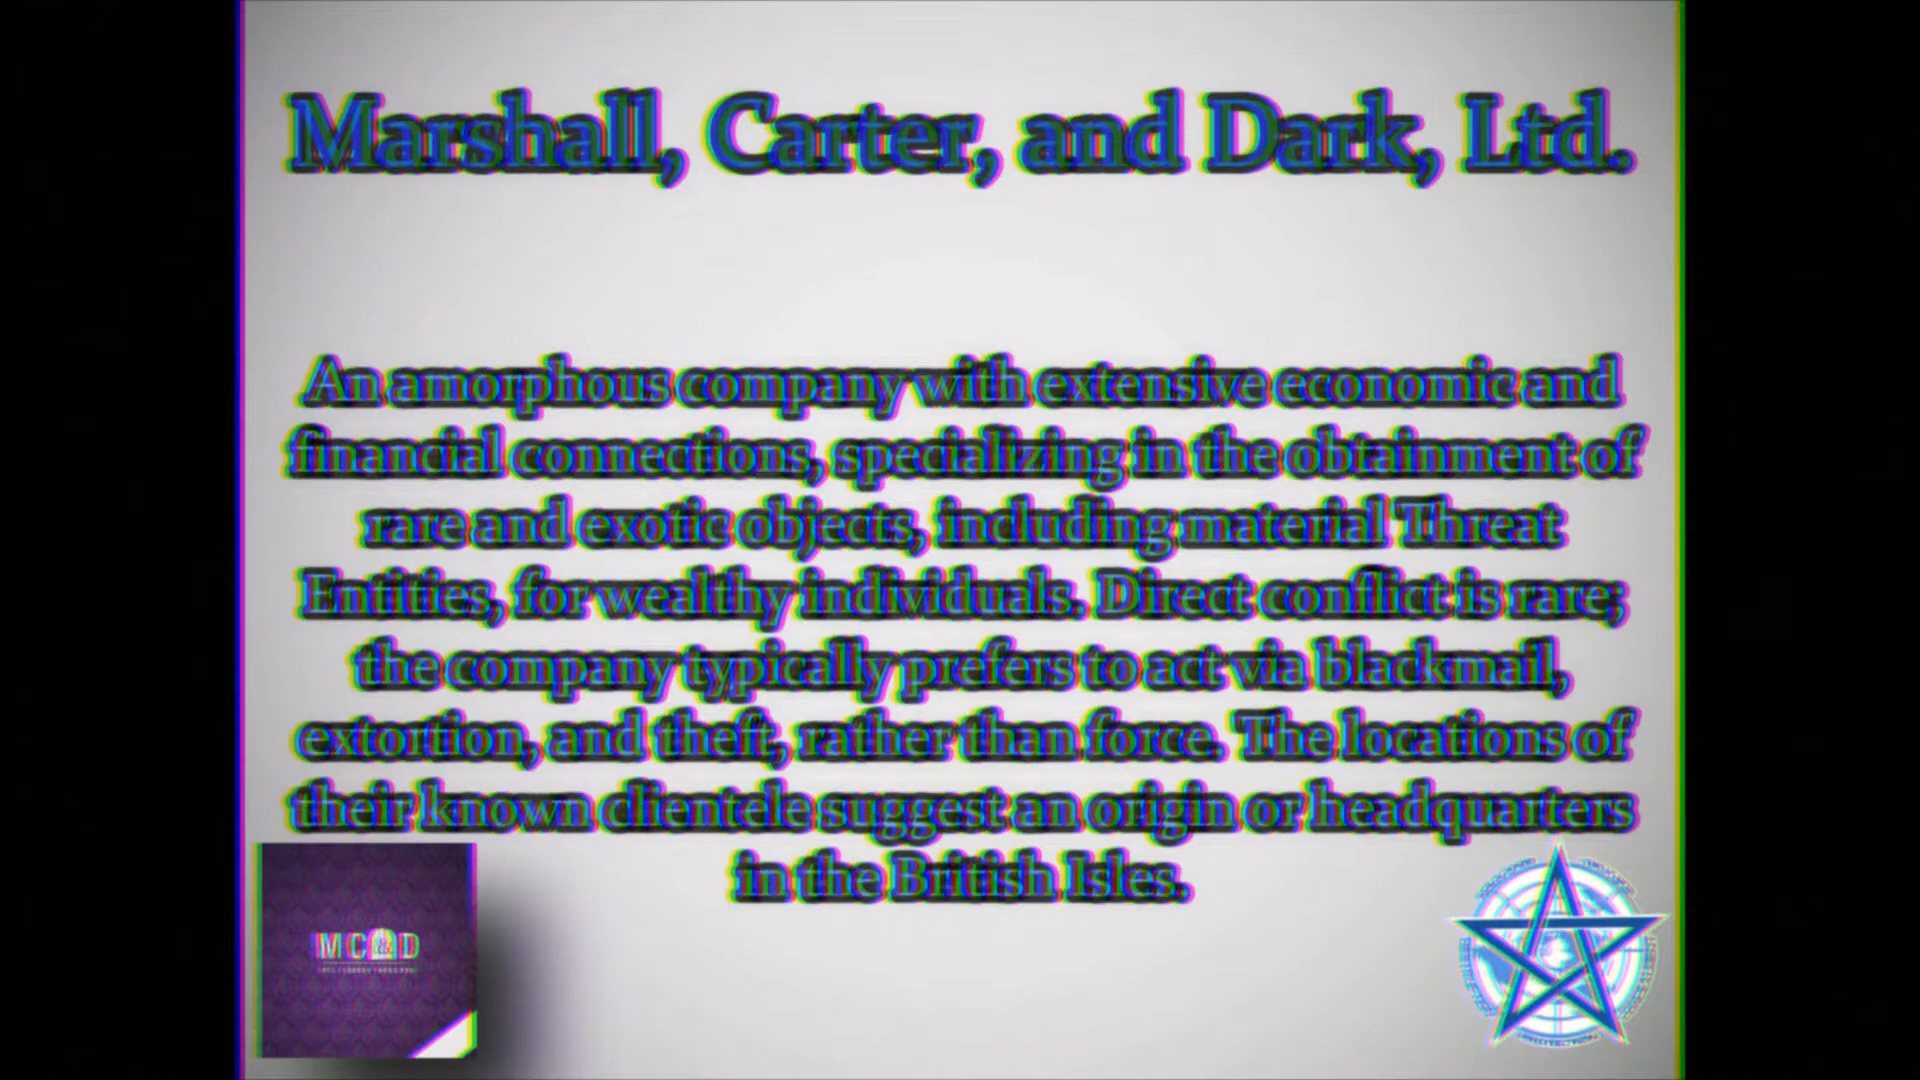 Marshall, Carter, and Dark, Ltd.
An amorphous company with extensive economic and
financial connections, specializing in the obtainment of
rare and exotic objects, including material Threat
Entities, for wealthy individuals. Direct conflict is rare;
the company typically prefers to act via blackmail,
extortion, and theft, rather than force. The locations of
their known clientele suggest an origin or headquarters
in the British Isles.
MC&D